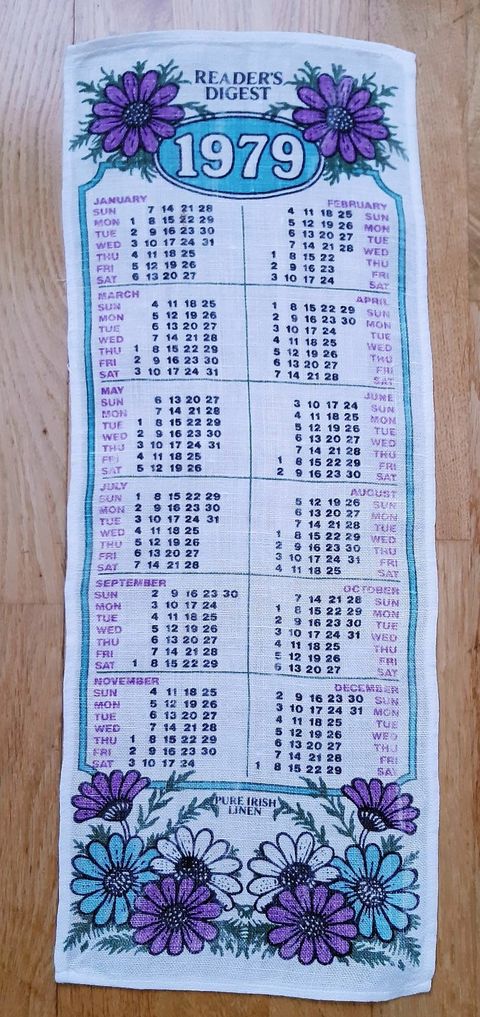 READER'S
DIGEST
1979
JANUARY
SUN 7 14 21 28
MON 1 8 15 22 29
TUE 2 9 16 23 30
WED 3 10 17 24 31
THU 4 11 18 25
FRI 5 12 19 26
SAT 6 13 20 27
FEBRUARY
4 11 18 25 SUN
5 12 19 26 MON
6 13 20 27 TUE
7 14 21 28 WED
1 8 15 22 THU
2 9 16 23 FRI
3 10 17 24 SAT
MARCH
SUN 4 11 18 25
MON 5 12 19 26
TUE 6 13 20 27
WED 7 14 21 28
THU 1 8 15 22 29
FRI 2 9 16 23 30
SAT 3 10 17 24 31
APRIL
1 8 15 22 29 SUN
2 9 16 23 30 MON
3 10 17 24 TUE
4 11 18 25 WED
5 12 19 26 THU
6 13 20 27 FRI
7 14 21 28 SAT
MAY
SUN 6 13 20 27
MON 7 14 21 28
TUE 1 8 15 22 29
WED 2 9 16 23 30
THU 3 10 17 24 31
FRI 4 11 18 25
SAT 5 12 19 26
JUNE
3 10 17 24 SUN
4 11 18 25 MON
5 12 19 26 TUE
6 13 20 27 WED
7 14 21 28 THU
1 8 15 22 29 FRI
2 9 16 23 30 SAT
JULY
SUN 1 8 15 22 29
MON 2 9 16 23 30
TUE 3 10 17 24 31
WED 4 11 18 25
THU 5 12 19 26
FRI 6 13 20 27
SAT 7 14 21 28
AUGUST
5 12 19 26 SUN
6 13 20 27 MON
7 14 21 28 TUE
1 8 15 22 29 WED
2 9 16 23 30 THU
3 10 17 24 31 FRI
4 11 18 25 SAT
SEPTEMBER
SUN 2 9 16 23 30
MON 3 10 17 24
TUE 4 11 18 25
WED 5 12 19 26
THU 6 13 20 27
FRI 7 14 21 28
SAT 1 8 15 22 29
OCTOBER
7 14 21 28 SUN
1 8 15 22 29 MON
2 9 16 23 30 TUE
3 10 17 24 31 WED
4 11 18 25 THU
5 12 19 26 FRI
6 13 20 27 SAT
NOVEMBER
SUN 4 11 18 25
MON 5 12 19 26
TUE 6 13 20 27
WED 7 14 21 28
THU 1 8 15 22 29
FRI 2 9 16 23 30
SAT 3 10 17 24
DECEMBER
2 9 16 23 30 SUN
3 10 17 24 31 MON
4 11 18 25 TUE
5 12 19 26 WED
6 13 20 27 THU
7 14 21 28 FRI
1 8 15 22 29 SAT
PURE IRISH
LINEN